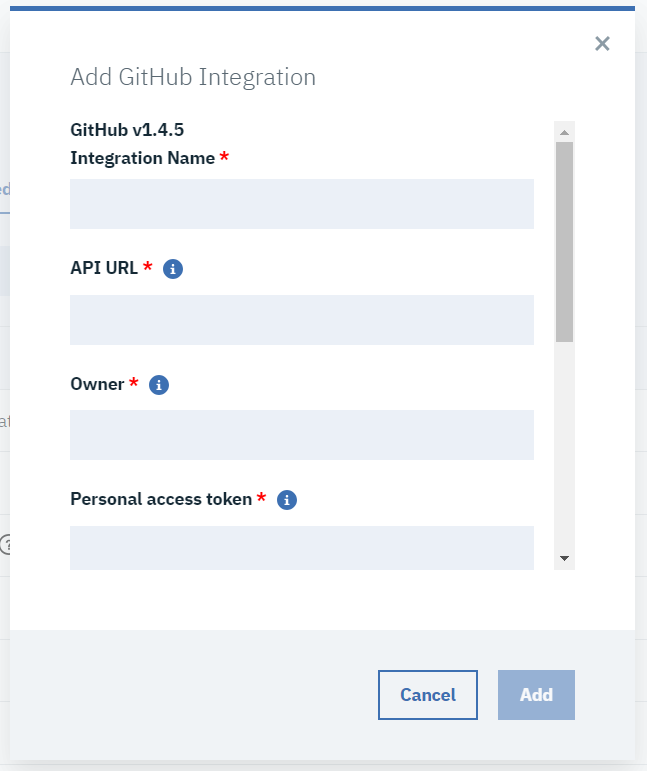 Add GitHub Integration
GitHub v1.4.5
Integration Name *
API URL *
Owner *
Personal access token *
Cancel
Add